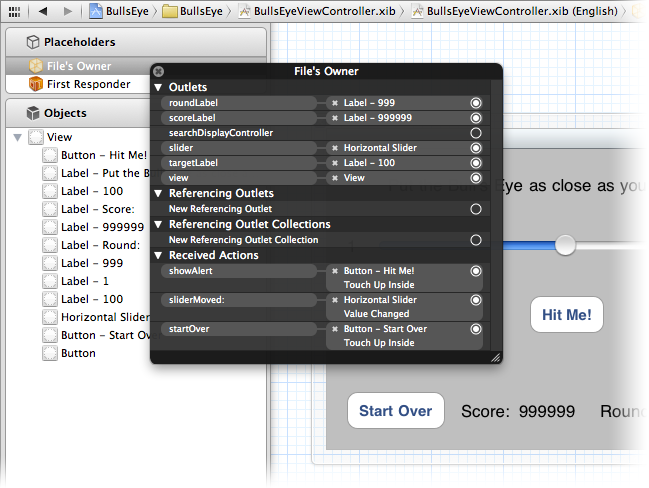 BullsEye BullsEye BullsEyeViewController.xib BullsEyeViewController.xib (English)
Placeholders
File's Owner
First Responder
Objects
View
Button - Hit Me!
Label - Put the B
Label - 100
Label - Score:
Label - 999999
Label - Round:
Label - 999
Label - 1
Label - 100
Horizontal Slider
Button - Start Ov
Button
File's Owner
Outlets
roundLabel Label - 999
scoreLabel Label - 999999
searchDisplayController
slider Horizontal Slider
targetLabel Label - 100
view View
Referencing Outlets
New Referencing Outlet
Referencing Outlet Collections
New Referencing Outlet Collection
Received Actions
showAlert Button - Hit Me!
Touch Up Inside
sliderMoved: Horizontal Slider
Value Changed
startOver Button - Start Over
Touch Up Inside
Eye as close as you
Hit Me!
Start Over Score: 999999 Roun